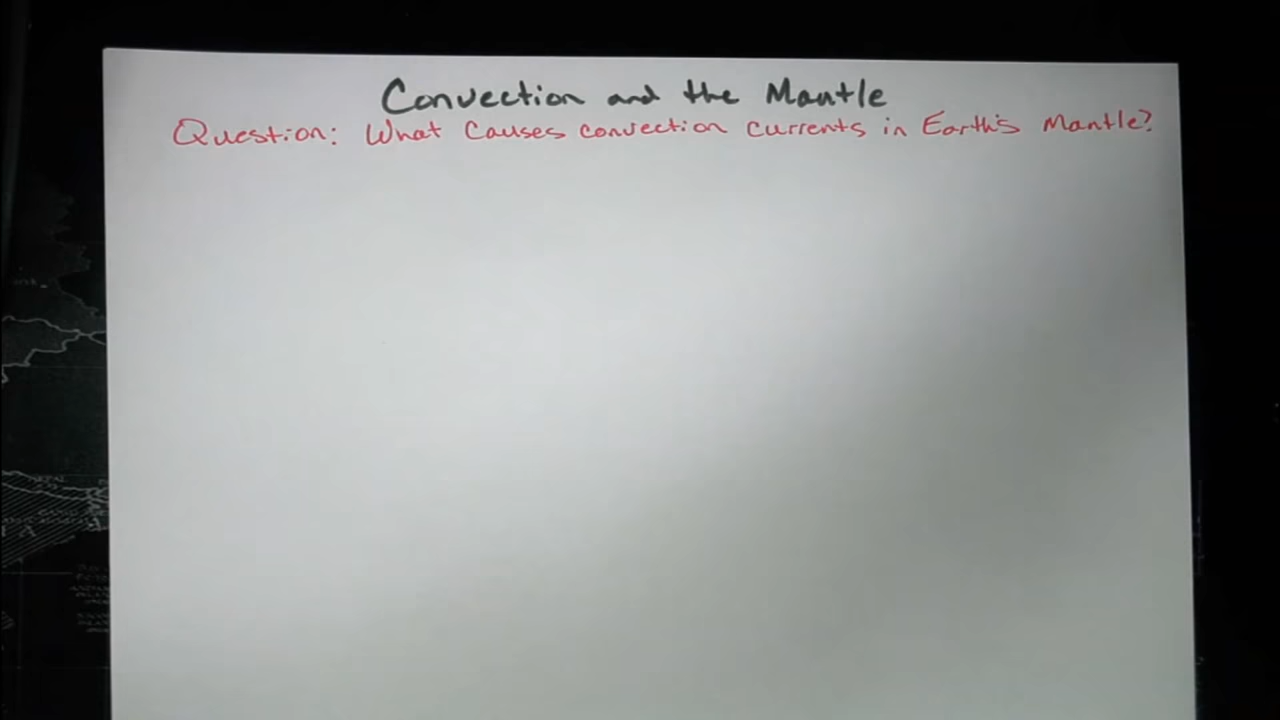 Convection and the Mantle
Question: What Causes convection currents in Earth's Mantle?